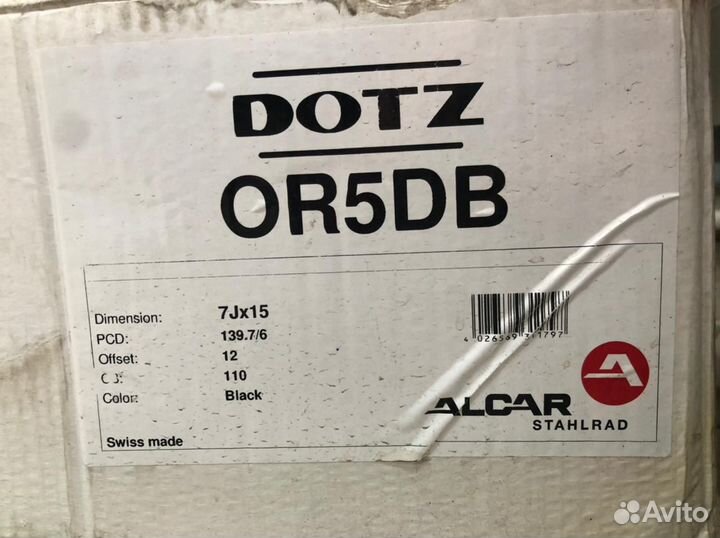 DOTZ
OR5DB
Dimension: 7Jx15
PCD: 139.7/6
Offset: 12
110
Color: Black
Swiss made
A
ALCAR
STAHLRAD
Avito